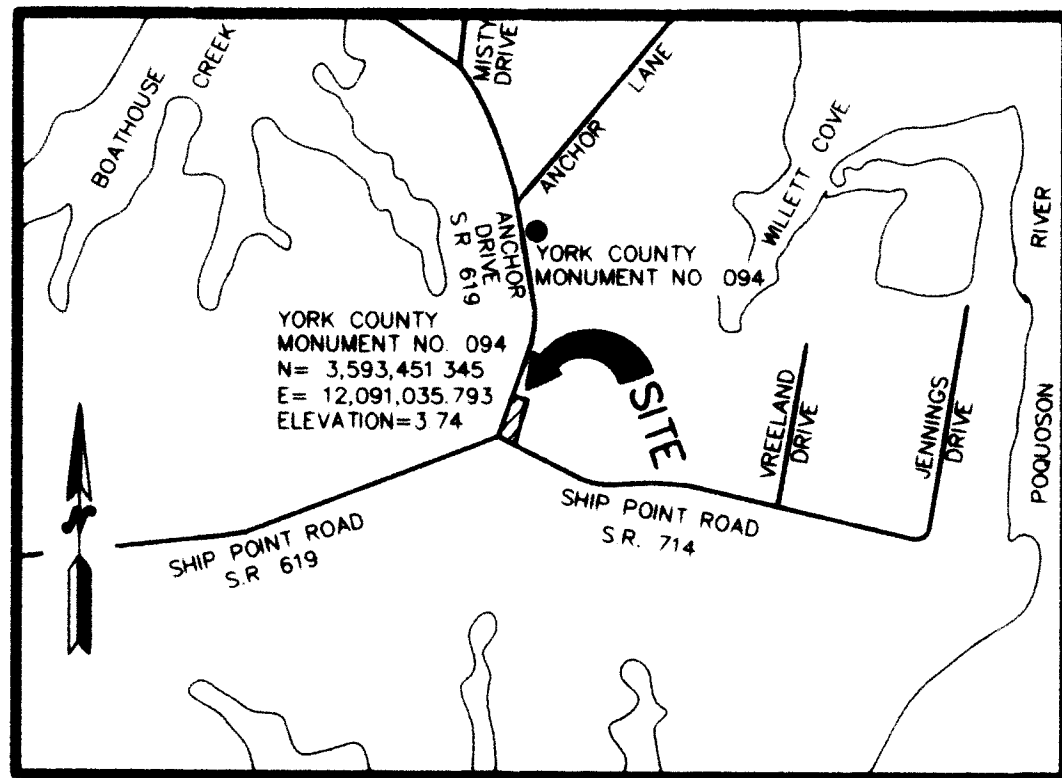 BOATHOUSE
CREEK
MISTY
DRIVE
ANCHOR
LANE
WILLETT COVE
RIVER
POQUOSON
ANCHOR
DRIVE
S R 619
YORK COUNTY
MONUMENT NO 094
YORK COUNTY
MONUMENT NO. 094
N= 3,593,451 345
E= 12,091,035.793
ELEVATION=3 74
SITE
VREELAND
DRIVE
JENNINGS
DRIVE
N
SHIP POINT ROAD
S.R 619
SHIP POINT ROAD
S.R. 714